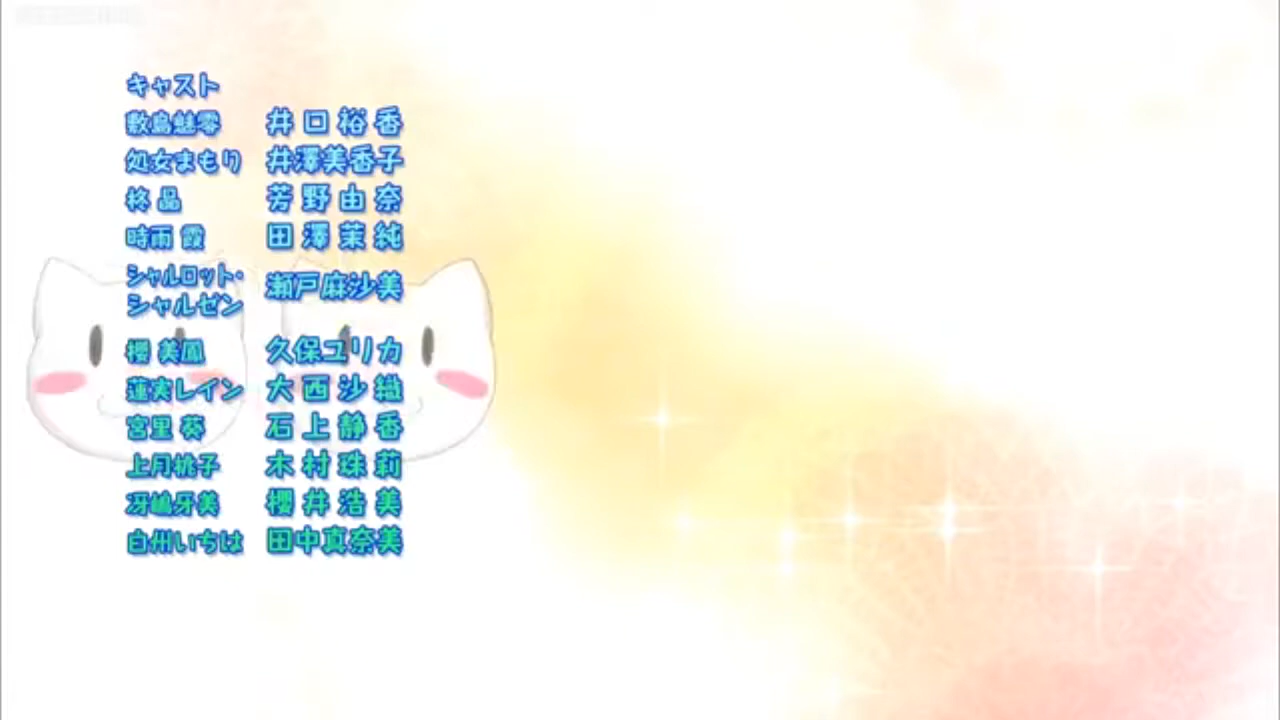 キャスト
敷島魅零 井口裕香
処女まもり 井澤美香子
柊 晶 芳野由奈
時雨 霞 田澤茉純
シャルロット・
シャルゼン 瀬戸麻沙美
櫻 美鳳 久保ユリカ
蓮実レイン 大西沙織
宮里 葵 石上静香
上月桃子 木村珠莉
冴嶋牙美 櫻井浩美
白州いちは 田中真奈美